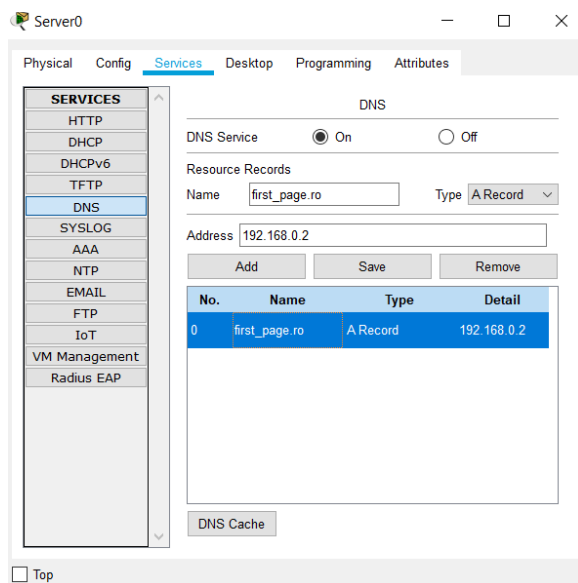 Server0
Physical Config Services Desktop Programming Attributes
SERVICES
HTTP
DHCP
DHCPv6
TFTP
DNS
SYSLOG
AAA
NTP
EMAIL
FTP
IoT
VM Management
Radius EAP
DNS
DNS Service On Off
Resource Records
Name first_page.ro Type A Record
Address 192.168.0.2
Add Save Remove
No. Name Type Detail
0 first_page.ro A Record 192.168.0.2
DNS Cache
Top